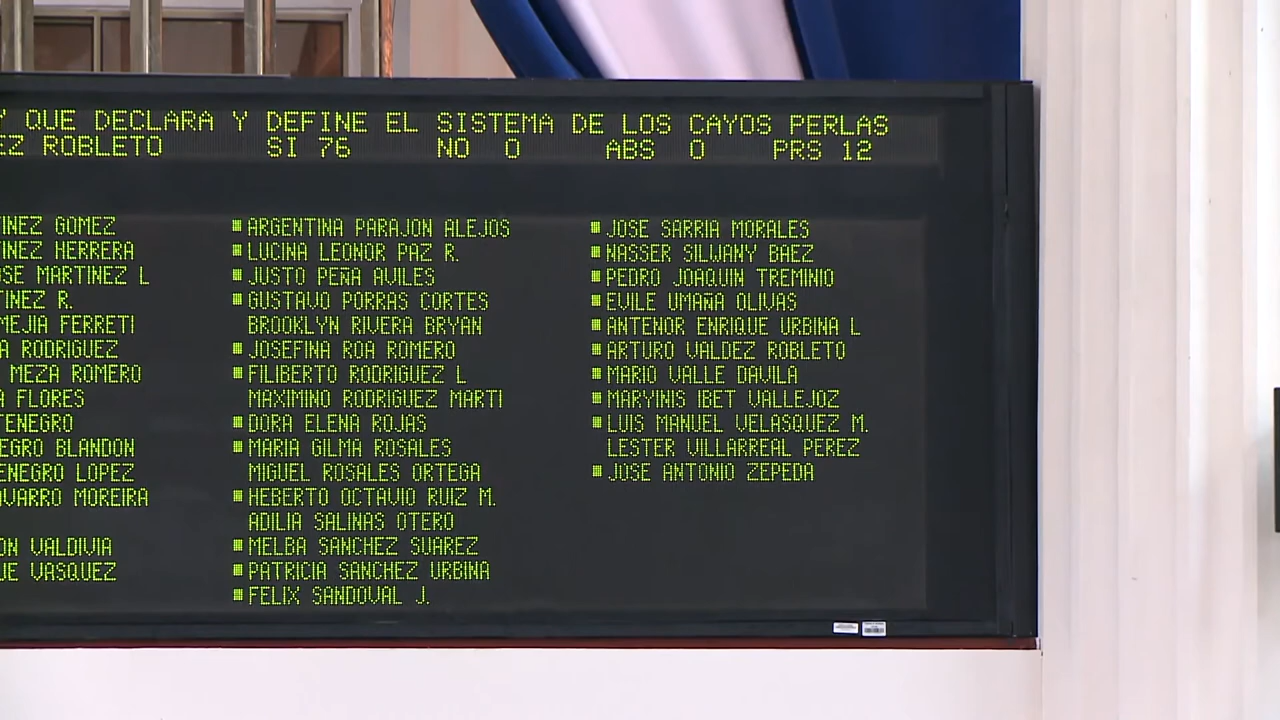 Y QUE DECLARA Y DEFINE EL SISTEMA DE LOS CAYOS PERLAS
EZ ROBLETO SI 76 NO 0 ABS 0 PRS 12
INEZ GOMEZ
INEZ HERRERA
OSE MARTINEZ L
TINEZ R.
MEJIA FERRETI
A RODRIGUEZ
MEZA ROMERO
A FLORES
TENEGRO
EGRO BLANDON
ENEGRO LOPEZ
AVARRO MOREIRA
ON VALDIVIA
UE VASQUEZ
ARGENTINA PARAJON ALEJOS
LUCINA LEONOR PAZ R.
JUSTO PEÑA AVILES
GUSTAVO PORRAS CORTES
BROOKLYN RIVERA BRYAN
JOSEFINA ROA ROMERO
FILIBERTO RODRIGUEZ L
MAXIMINO RODRIGUEZ MARTI
DORA ELENA ROJAS
MARIA GILMA ROSALES
MIGUEL ROSALES ORTEGA
HEBERTO OCTAVIO RUIZ M.
ADILIA SALINAS OTERO
MELBA SANCHEZ SUAREZ
PATRICIA SANCHEZ URBINA
FELIX SANDOVAL J.
JOSE SARRIA MORALES
NASSER SILWANY BAEZ
PEDRO JOAQUIN TREMINIO
EVILE UMAÑA OLIVAS
ANTENOR ENRIQUE URBINA L
ARTURO VALDEZ ROBLETO
MARIO VALLE DAVILA
MARYINIS IBET VALLEJOZ
LUIS MANUEL VELASQUEZ M.
LESTER VILLARREAL PEREZ
JOSE ANTONIO ZEPEDA